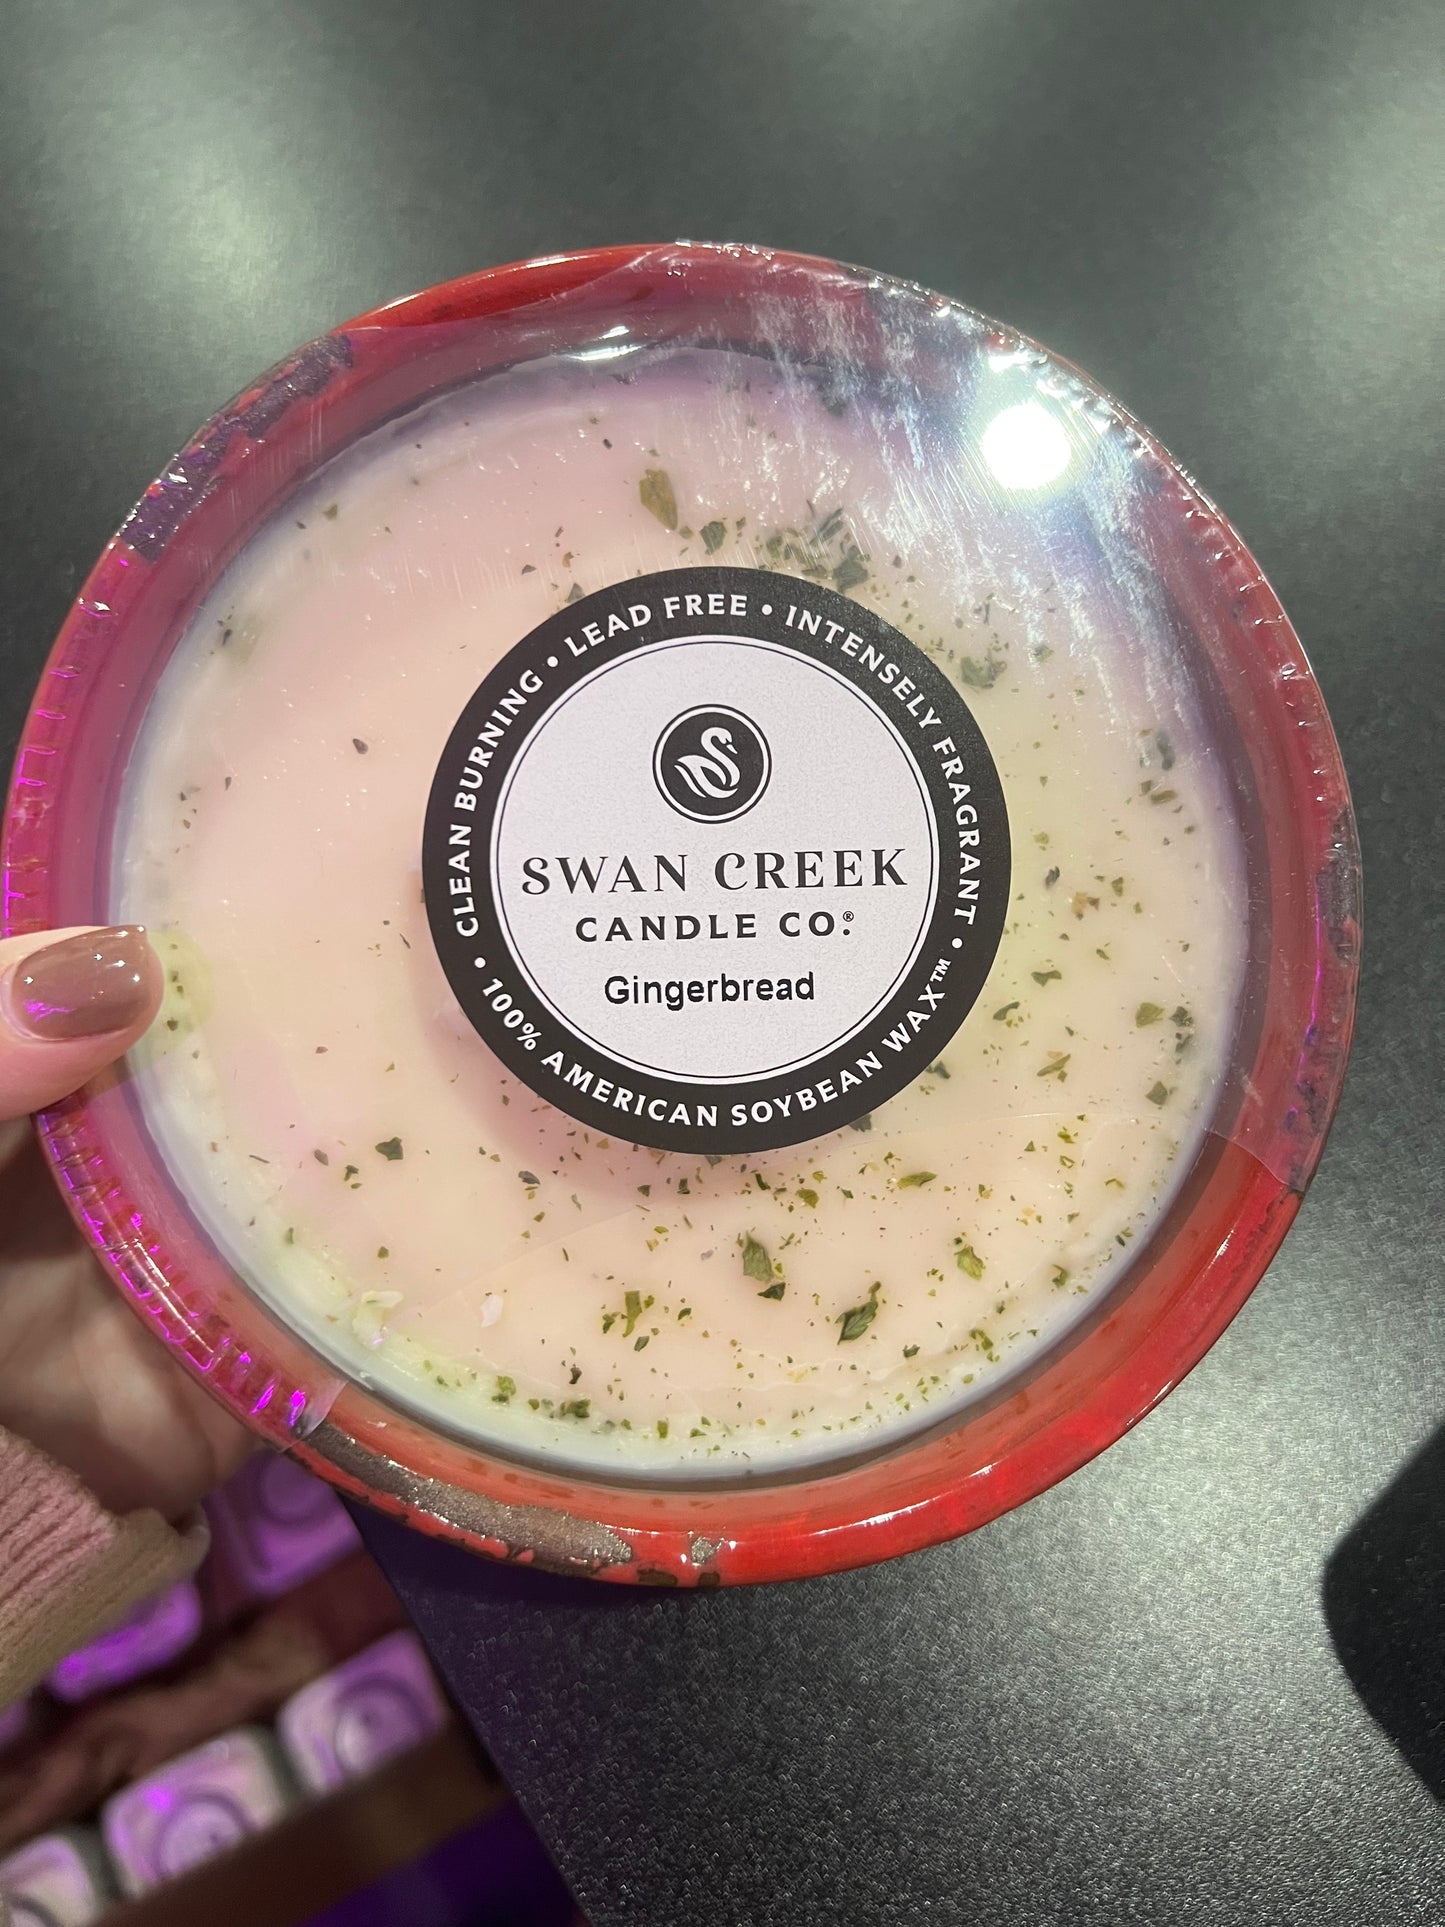 CLEAN BURNING • LEAD FREE • INTENSELY FRAGRANT • 100% AMERICAN SOYBEAN WAX™ •
SWAN CREEK
CANDLE CO.®
Gingerbread